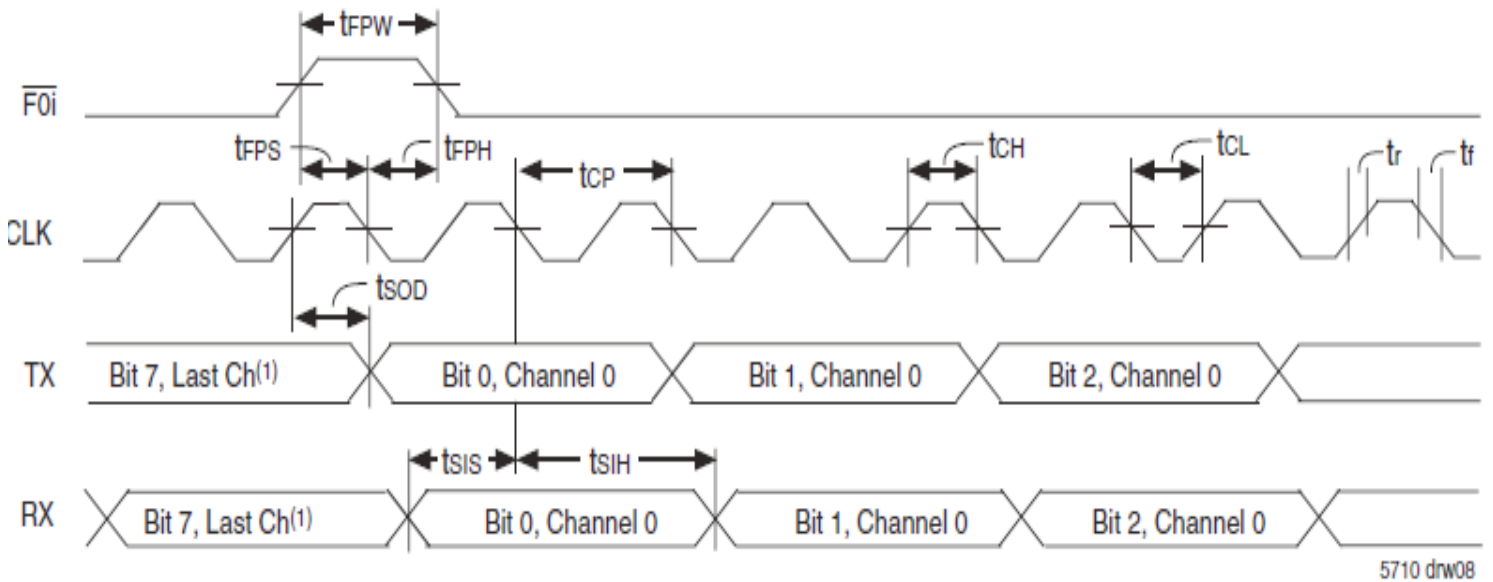 tFPW
F0i
tFPS
tFPH
tCP
tCH
tCL
tr
tf
CLK
tSOD
TX
Bit 7, Last Ch(1)
Bit 0, Channel 0
Bit 1, Channel 0
Bit 2, Channel 0
tSIS
tSIH
RX
Bit 7, Last Ch(1)
Bit 0, Channel 0
Bit 1, Channel 0
Bit 2, Channel 0
5710 drw08